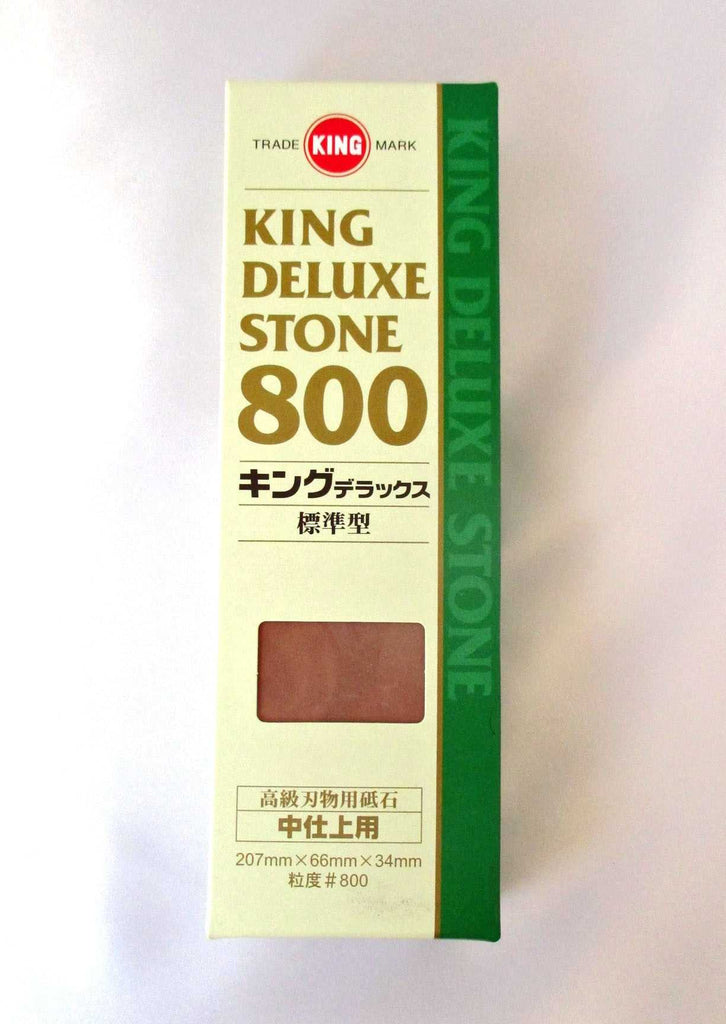 TRADE KING MARK
KING
DELUXE
STONE
800
キングデラックス
標準型
高級刃物用砥石
中仕上用
207mm×66mm×34mm
粒度#800
KING DELUXE STONE